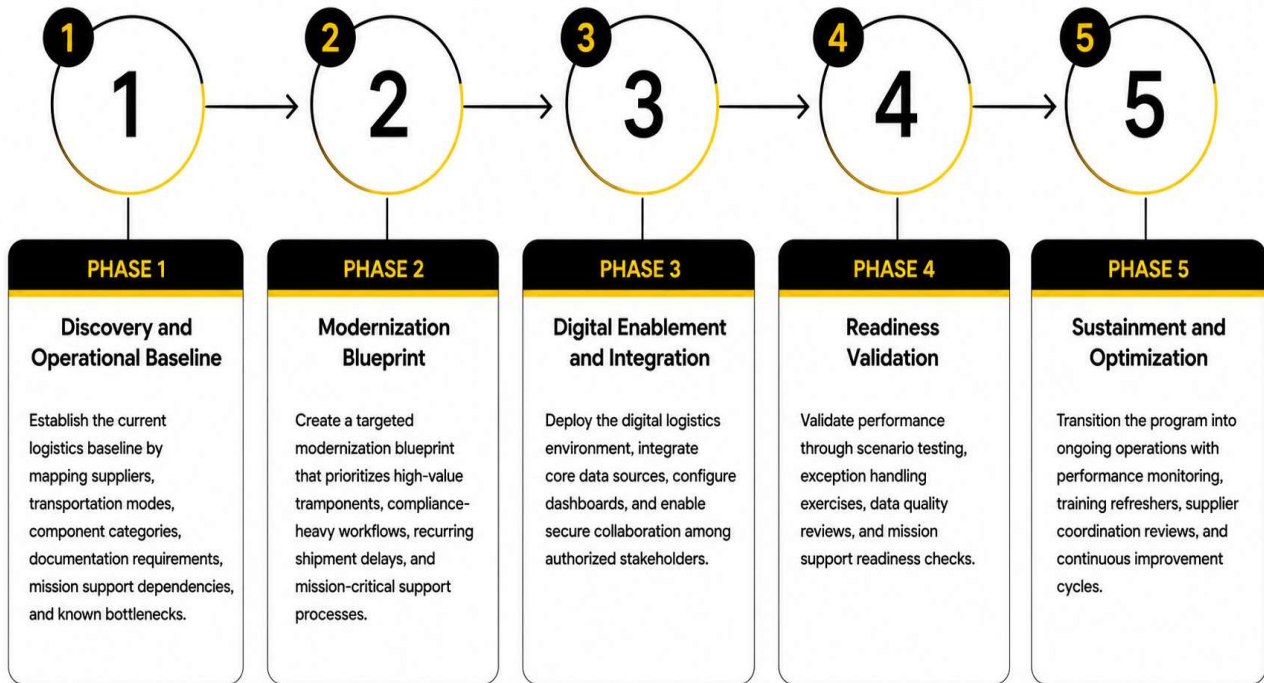 1
1
2
2
3
3
4
4
5
5
PHASE 1
Discovery and
Operational Baseline
Establish the current
logistics baseline by
mapping suppliers,
transportation modes,
component categories,
documentation requirements,
mission support dependencies,
and known bottlenecks.
PHASE 2
Modernization
Blueprint
Create a targeted
modernization blueprint
that prioritizes high-value
tramponents, compliance-
heavy workflows, recurring
shipment delays, and
mission-critical support
processes.
PHASE 3
Digital Enablement
and Integration
Deploy the digital logistics
environment, integrate
core data sources, configure
dashboards, and enable
secure collaboration among
authorized stakeholders.
PHASE 4
Readiness
Validation
Validate performance
through scenario testing,
exception handling
exercises, data quality
reviews, and mission
support readiness checks.
PHASE 5
Sustainment and
Optimization
Transition the program into
ongoing operations with
performance monitoring,
training refreshers, supplier
coordination reviews, and
continuous improvement
cycles.